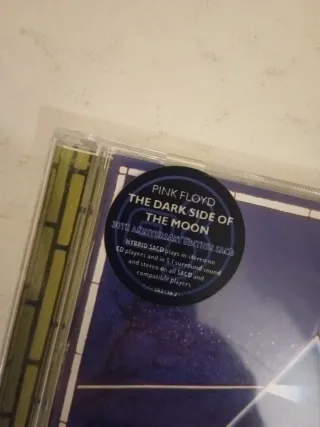 PINK FLOYD
THE DARK SIDE OF
THE MOON
30TH ANNIVERSARY EDITION SACD
HYBRID SACD plays in stereo on
CD players and in 5.1 surround sound
and stereo on all SACD and
compatible players